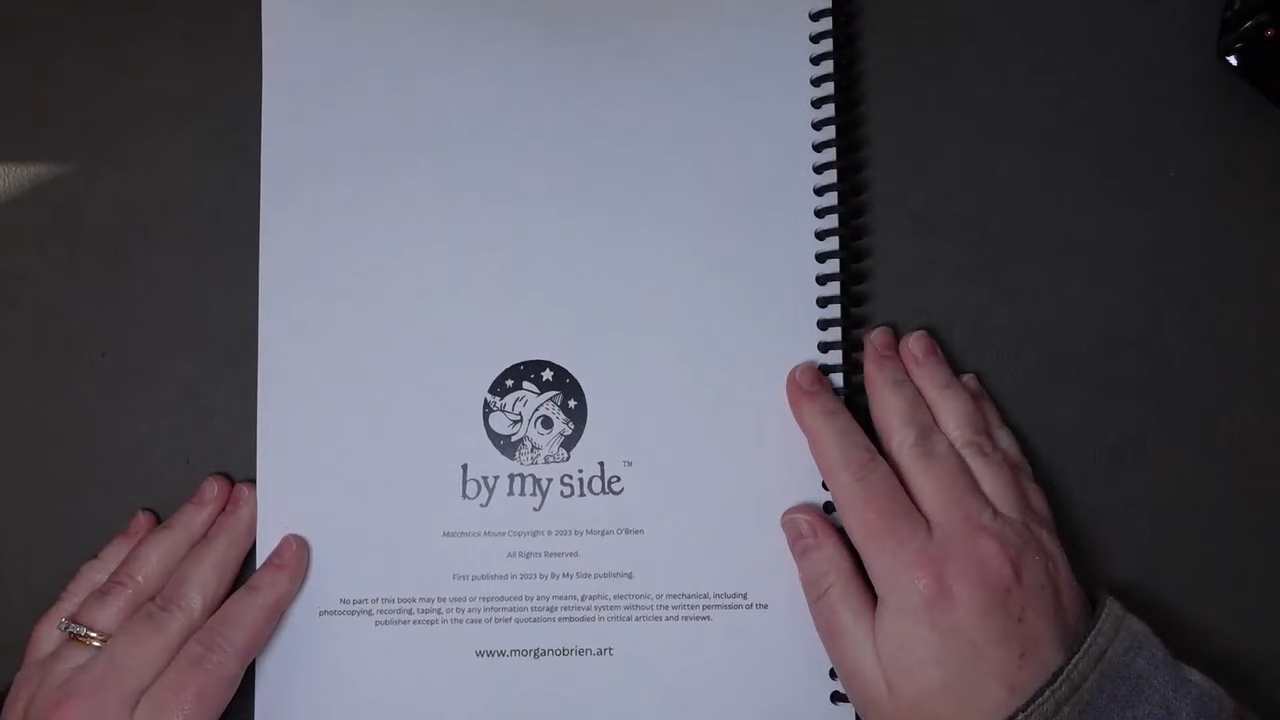 by my side™
Matchstick Mouse Copyright © 2023 by Morgan O'Brien
All Rights Reserved.
First published in 2023 by By My Side publishing.
No part of this book may be used or reproduced by any means, graphic, electronic, or mechanical, including
photocopying, recording, taping, or by any information storage retrieval system without the written permission of the
publisher except in the case of brief quotations embodied in critical articles and reviews.
www.morganobrien.art